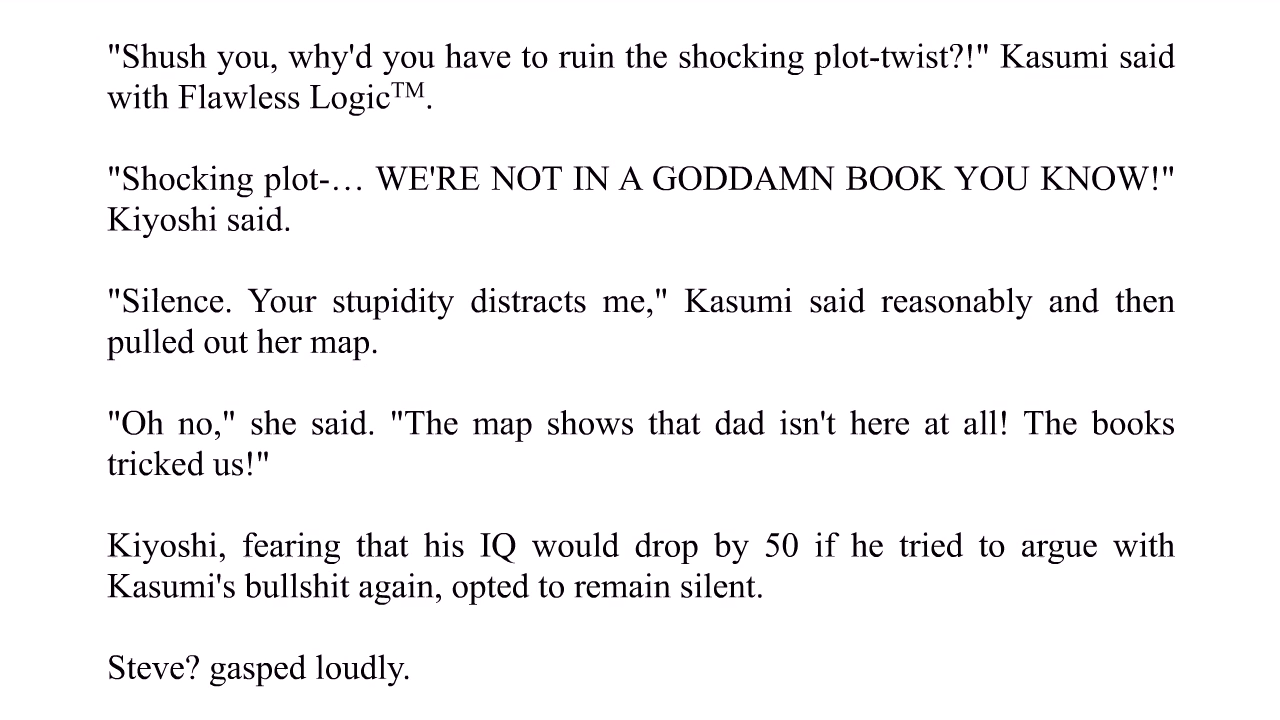 "Shush you, why'd you have to ruin the shocking plot-twist?!" Kasumi said
with Flawless Logic™.
"Shocking plot-… WE'RE NOT IN A GODDAMN BOOK YOU KNOW!"
Kiyoshi said.
"Silence. Your stupidity distracts me," Kasumi said reasonably and then
pulled out her map.
"Oh no," she said. "The map shows that dad isn't here at all! The books
tricked us!"
Kiyoshi, fearing that his IQ would drop by 50 if he tried to argue with
Kasumi's bullshit again, opted to remain silent.
Steve? gasped loudly.